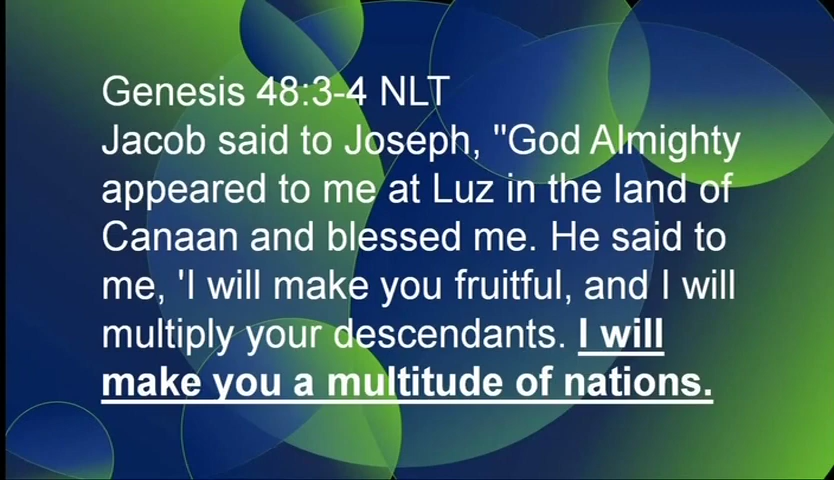 Genesis 48:3-4 NLT
Jacob said to Joseph, "God Almighty
appeared to me at Luz in the land of
Canaan and blessed me. He said to
me, 'I will make you fruitful, and I will
multiply your descendants. I will
make you a multitude of nations.